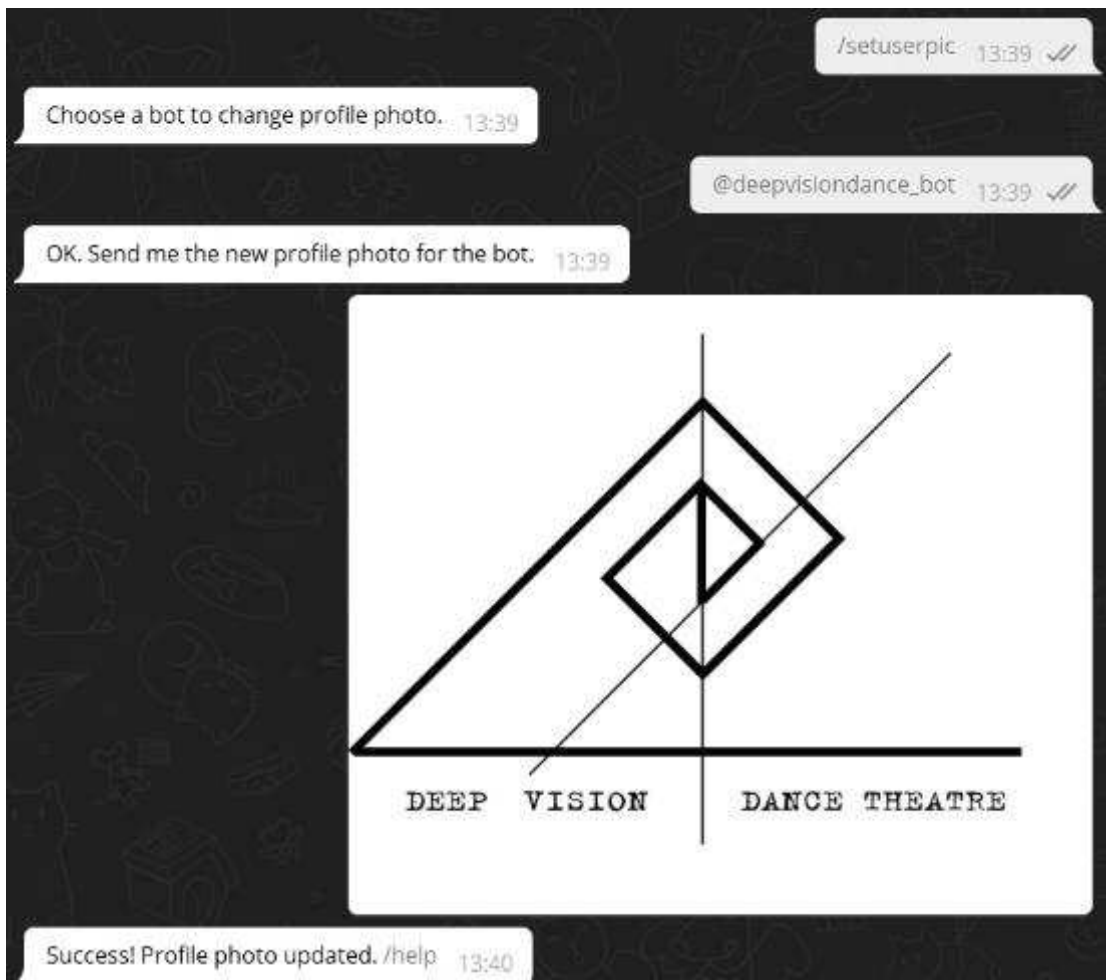 /setuserpic 13:39
Choose a bot to change profile photo. 13:39
@deepvisiondance_bot 13:39
OK. Send me the new profile photo for the bot. 13:39
DEEP VISION DANCE THEATRE
Success! Profile photo updated. /help 13:40